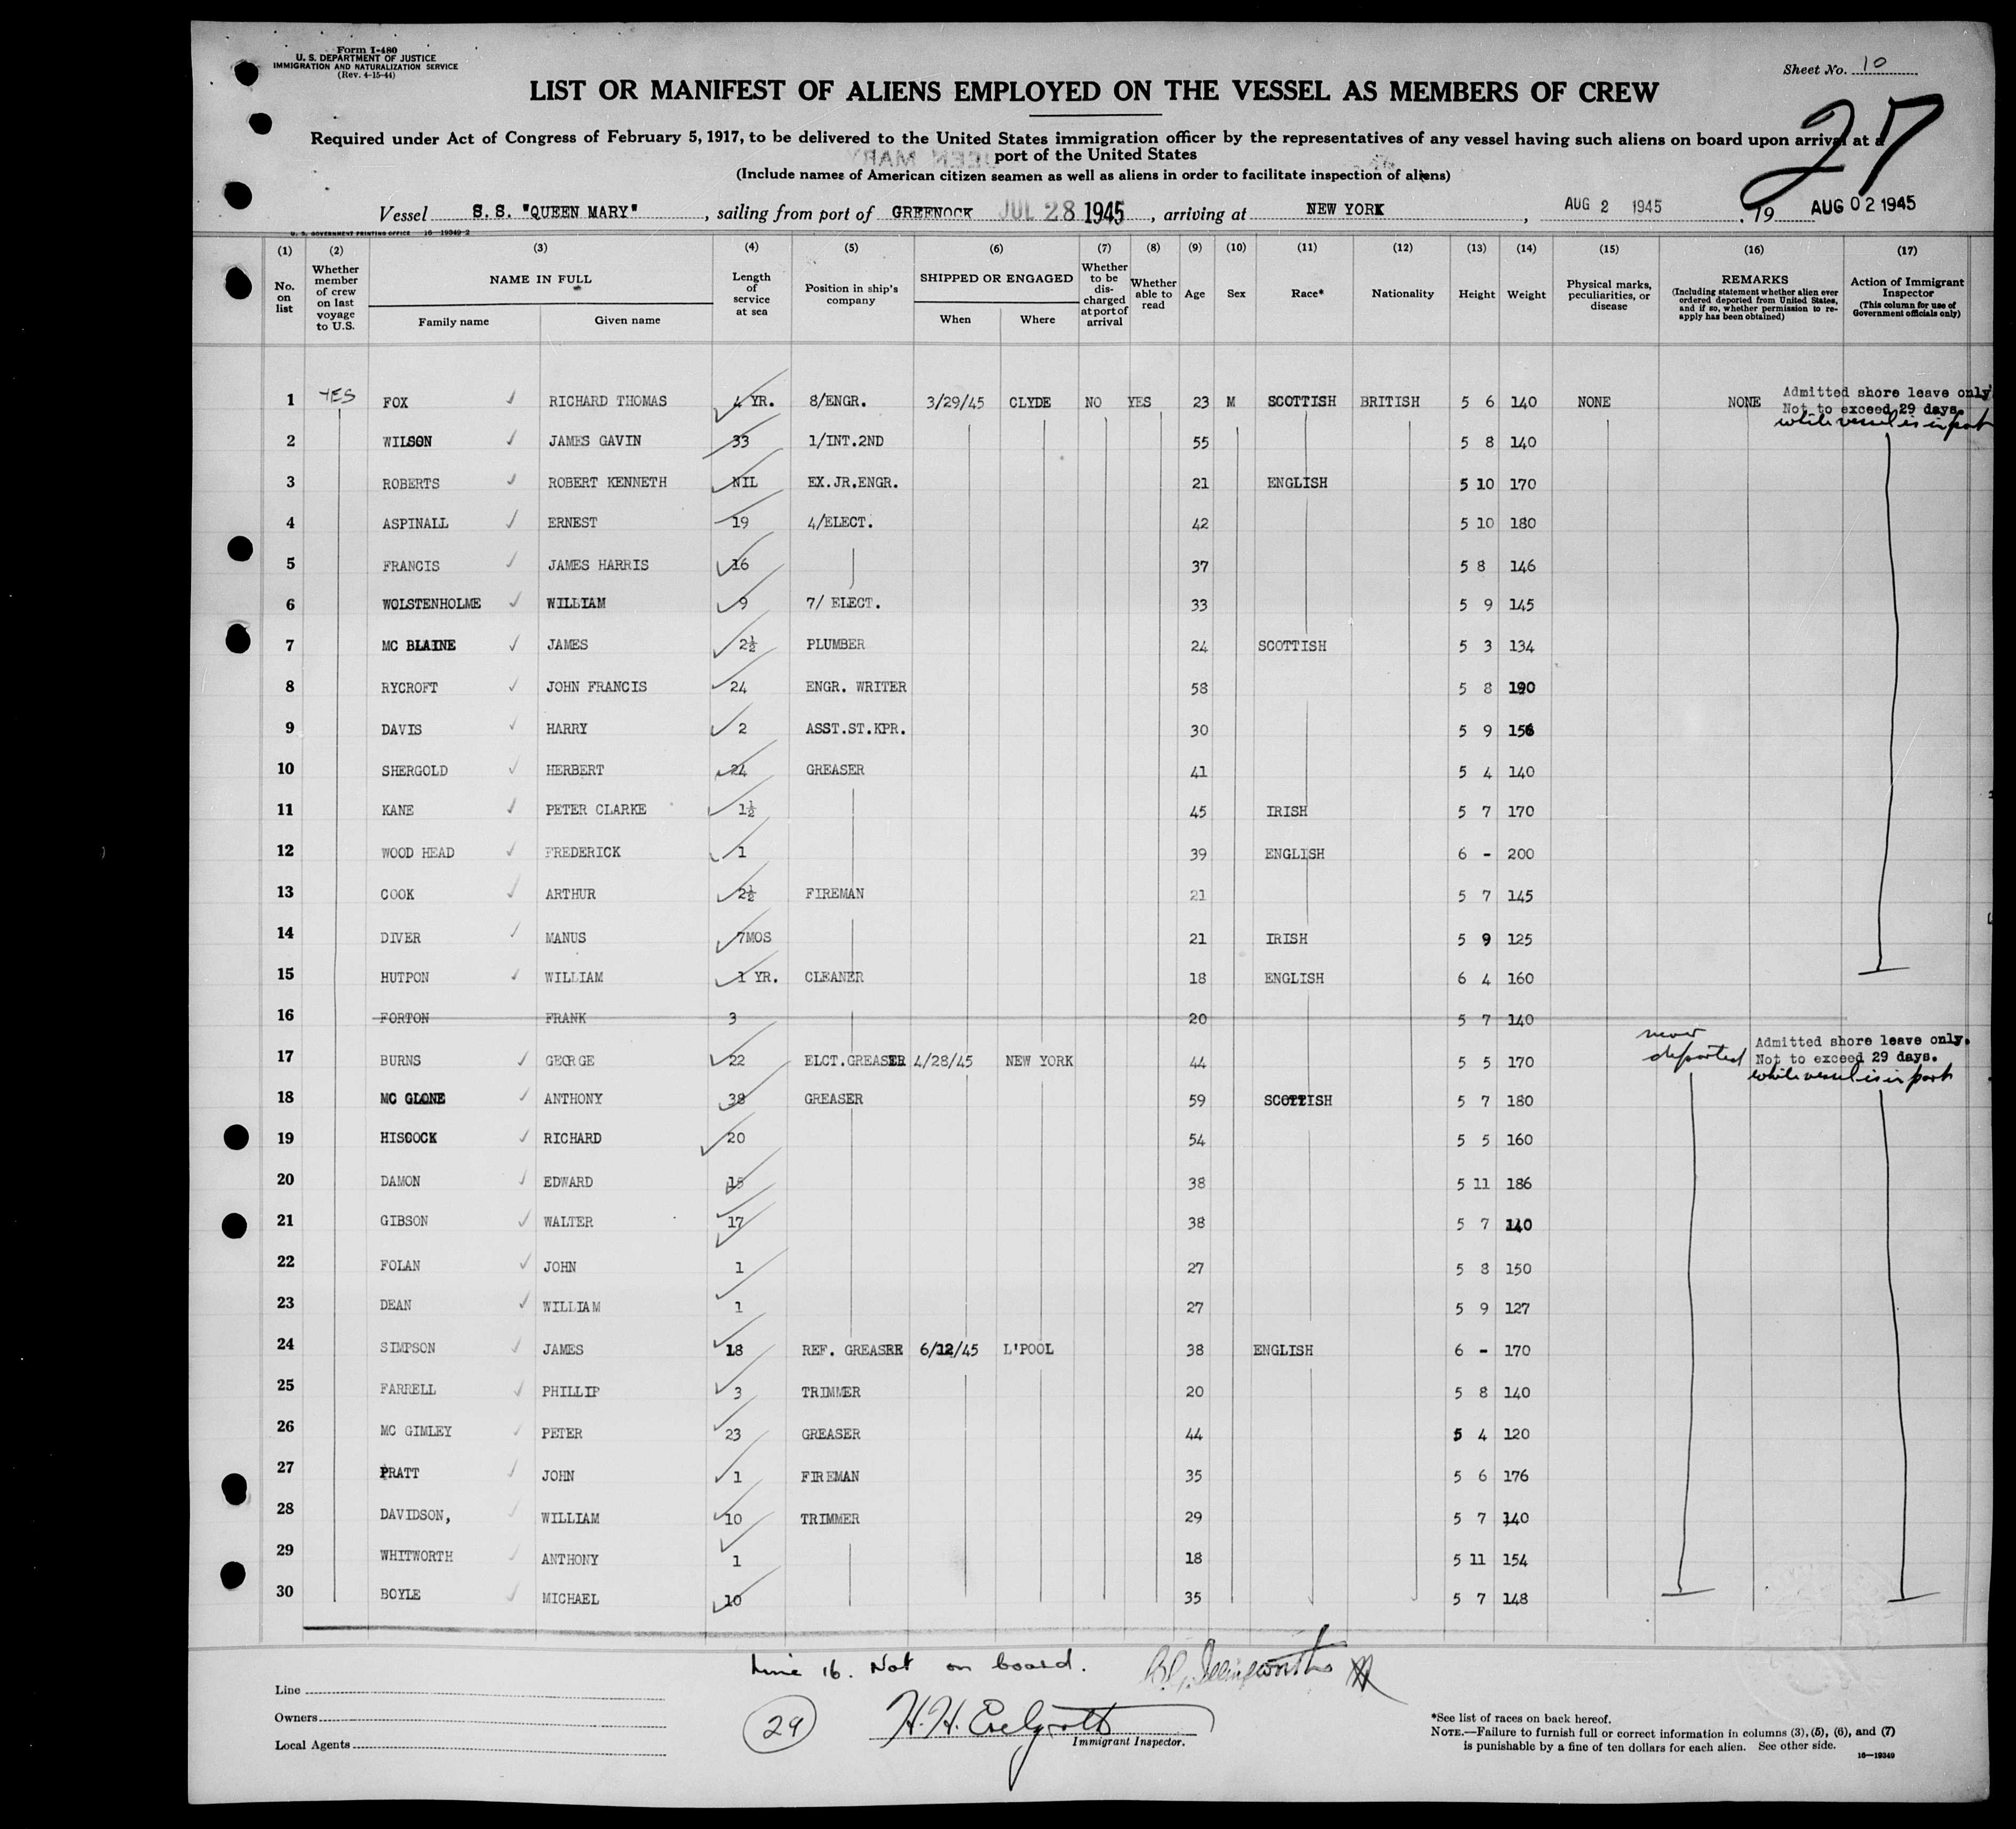 Form I-480
U. S. DEPARTMENT OF JUSTICE
IMMIGRATION AND NATURALIZATION SERVICE
(Rev. 4-15-44)
Sheet No. 10
LIST OR MANIFEST OF ALIENS EMPLOYED ON THE VESSEL AS MEMBERS OF CREW
27
Required under Act of Congress of February 5, 1917, to be delivered to the United States immigration officer by the representatives of any vessel having such aliens on board upon arrival at a
port of the United States
(Include names of American citizen seamen as well as aliens in order to facilitate inspection of aliens)
Vessel S. S. "QUEEN MARY" , sailing from port of GREENOCK JUL 28 1945 , arriving at NEW YORK , AUG 2 1945 , 19 AUG 02 1945
U. S. GOVERNMENT PRINTING OFFICE 16-19349-2
(1) (2) (3) (4) (5) (6) (7) (8) (9) (10) (11) (12) (13) (14) (15) (16) (17)
No. on list
Whether member of crew on last voyage to U.S.
NAME IN FULL
Family name Given name
Length of service at sea
Position in ship's company
SHIPPED OR ENGAGED
When Where
Whether to be discharged at port of arrival
Whether able to read
Age Sex Race* Nationality Height Weight
Physical marks, peculiarities, or disease
REMARKS
(Including statement whether alien ever ordered deported from United States, and if so, whether permission to reapply has been obtained)
Action of Immigrant Inspector
(This column for use of Government officials only)
1 YES FOX RICHARD THOMAS 4 YR. 8/ENGR. 3/29/45 CLYDE NO YES 23 M SCOTTISH BRITISH 5 6 140 NONE NONE Admitted shore leave only
Not to exceed 29 days.
while vessel is in port
2 WILSON JAMES GAVIN 33 1/INT.2ND 55 5 8 140
3 ROBERTS ROBERT KENNETH NIL EX.JR.ENGR. 21 ENGLISH 5 10 170
4 ASPINALL ERNEST 19 4/ELECT. 42 5 10 180
5 FRANCIS JAMES HARRIS 16 37 5 8 146
6 WOLSTENHOLME WILLIAM 9 7/ ELECT. 33 5 9 145
7 MC BLAINE JAMES 2½ PLUMBER 24 SCOTTISH 5 3 134
8 RYCROFT JOHN FRANCIS 24 ENGR. WRITER 58 5 8 190
9 DAVIS HARRY 2 ASST.ST.KPR. 30 5 9 156
10 SHERGOLD HERBERT 24 GREASER 41 5 4 140
11 KANE PETER CLARKE 1½ 45 IRISH 5 7 170
12 WOOD HEAD FREDERICK 1 39 ENGLISH 6 - 200
13 COOK ARTHUR 2½ FIREMAN 21 5 7 145
14 DIVER MANUS 7MOS 21 IRISH 5 9 125
15 HUTPON WILLIAM 1 YR. CLEANER 18 ENGLISH 6 4 160
16 FORTON FRANK 3 20 5 7 140
17 BURNS GEORGE 22 ELCT.GREASER 4/28/45 NEW YORK 44 5 5 170 never deported Admitted shore leave only.
Not to exceed 29 days.
while vessel is in port
18 MC GLONE ANTHONY 38 GREASER 59 SCOTTISH 5 7 180
19 HISCOCK RICHARD 20 54 5 5 160
20 DAMON EDWARD 18 38 5 11 186
21 GIBSON WALTER 17 38 5 7 140
22 FOLAN JOHN 1 27 5 8 150
23 DEAN WILLIAM 1 27 5 9 127
24 SIMPSON JAMES 18 REF. GREASER 6/12/45 L'POOL 38 ENGLISH 6 - 170
25 FARRELL PHILLIP 3 TRIMMER 20 5 8 140
26 MC GIMLEY PETER 23 GREASER 44 5 4 120
27 PRATT JOHN 1 FIREMAN 35 5 6 176
28 DAVIDSON, WILLIAM 10 TRIMMER 29 5 7 140
29 WHITWORTH ANTHONY 1 18 5 11 154
30 BOYLE MICHAEL 10 35 5 7 148
Line 16. Not on board.
Line
Owners
Local Agents
29
Immigrant Inspector.
*See list of races on back hereof.
NOTE.—Failure to furnish full or correct information in columns (3), (5), (6), and (7)
is punishable by a fine of ten dollars for each alien. See other side.
16—19349